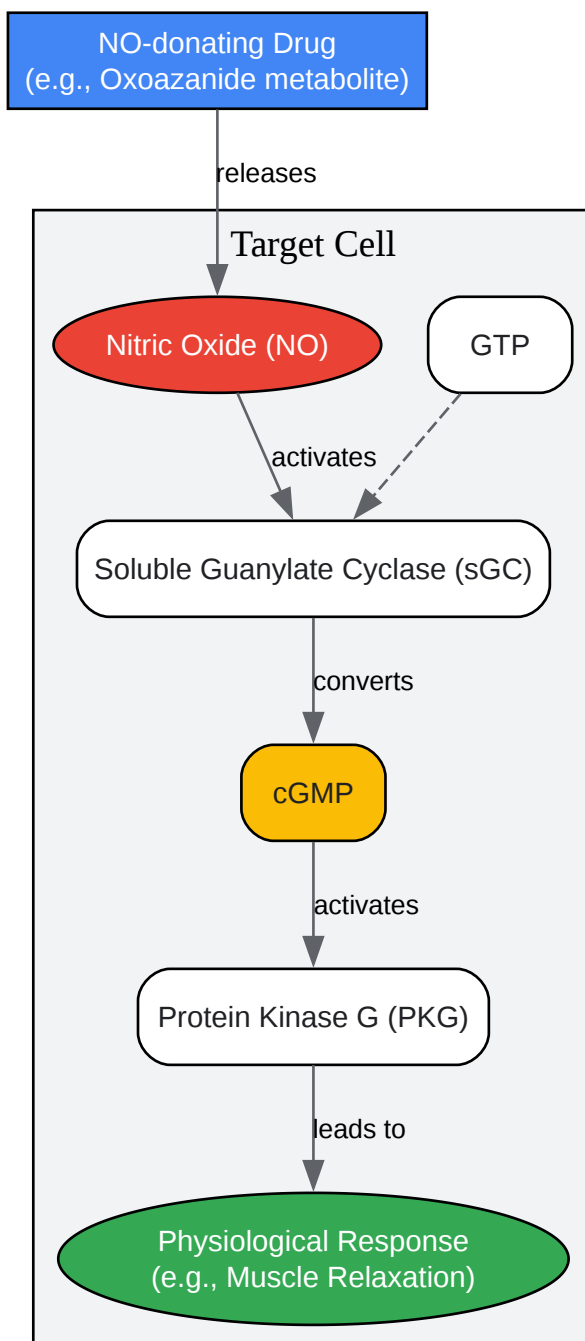 NO-donating Drug
(e.g., Oxoazanide metabolite)
releases
Target Cell
Nitric Oxide (NO)
GTP
activates
Soluble Guanylate Cyclase (sGC)
converts
cGMP
activates
Protein Kinase G (PKG)
leads to
Physiological Response
(e.g., Muscle Relaxation)